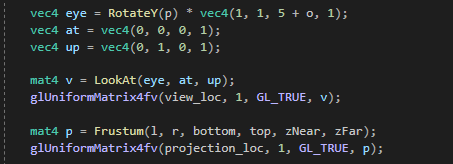 vec4 eye = RotateY(p) * vec4(1, 1, 5 + o, 1);
vec4 at = vec4(0, 0, 0, 1);
vec4 up = vec4(0, 1, 0, 1);
mat4 v = LookAt(eye, at, up);
glUniformMatrix4fv(view_loc, 1, GL_TRUE, v);
mat4 p = Frustum(l, r, bottom, top, zNear, zFar);
glUniformMatrix4fv(projection_loc, 1, GL_TRUE, p);